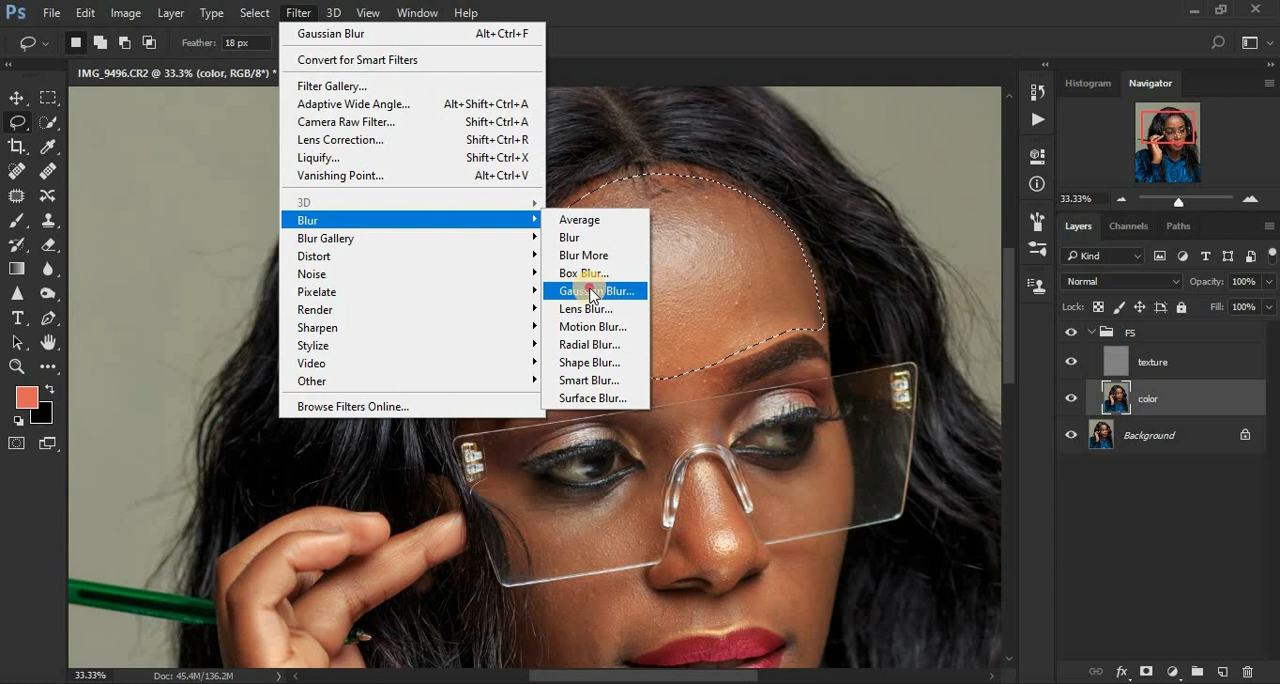 Ps File Edit Image Layer Type Select Filter 3D View Window Help
Feather: 18 px
IMG_9496.CR2 @ 33.3% (color, RGB/8*) *
Gaussian Blur Alt+Ctrl+F
Convert for Smart Filters
Filter Gallery...
Adaptive Wide Angle... Alt+Shift+Ctrl+A
Camera Raw Filter... Shift+Ctrl+A
Lens Correction... Shift+Ctrl+R
Liquify... Shift+Ctrl+X
Vanishing Point... Alt+Ctrl+V
3D
Blur
Blur Gallery
Distort
Noise
Pixelate
Render
Sharpen
Stylize
Video
Other
Browse Filters Online...
Average
Blur
Blur More
Box Blur...
Gaussian Blur...
Lens Blur...
Motion Blur...
Radial Blur...
Shape Blur...
Smart Blur...
Surface Blur...
Histogram Navigator
33.33%
Layers Channels Paths
Kind
Normal Opacity: 100%
Lock: Fill: 100%
FS
texture
color
Background
fx
33.33% Doc: 45.4M/136.2M